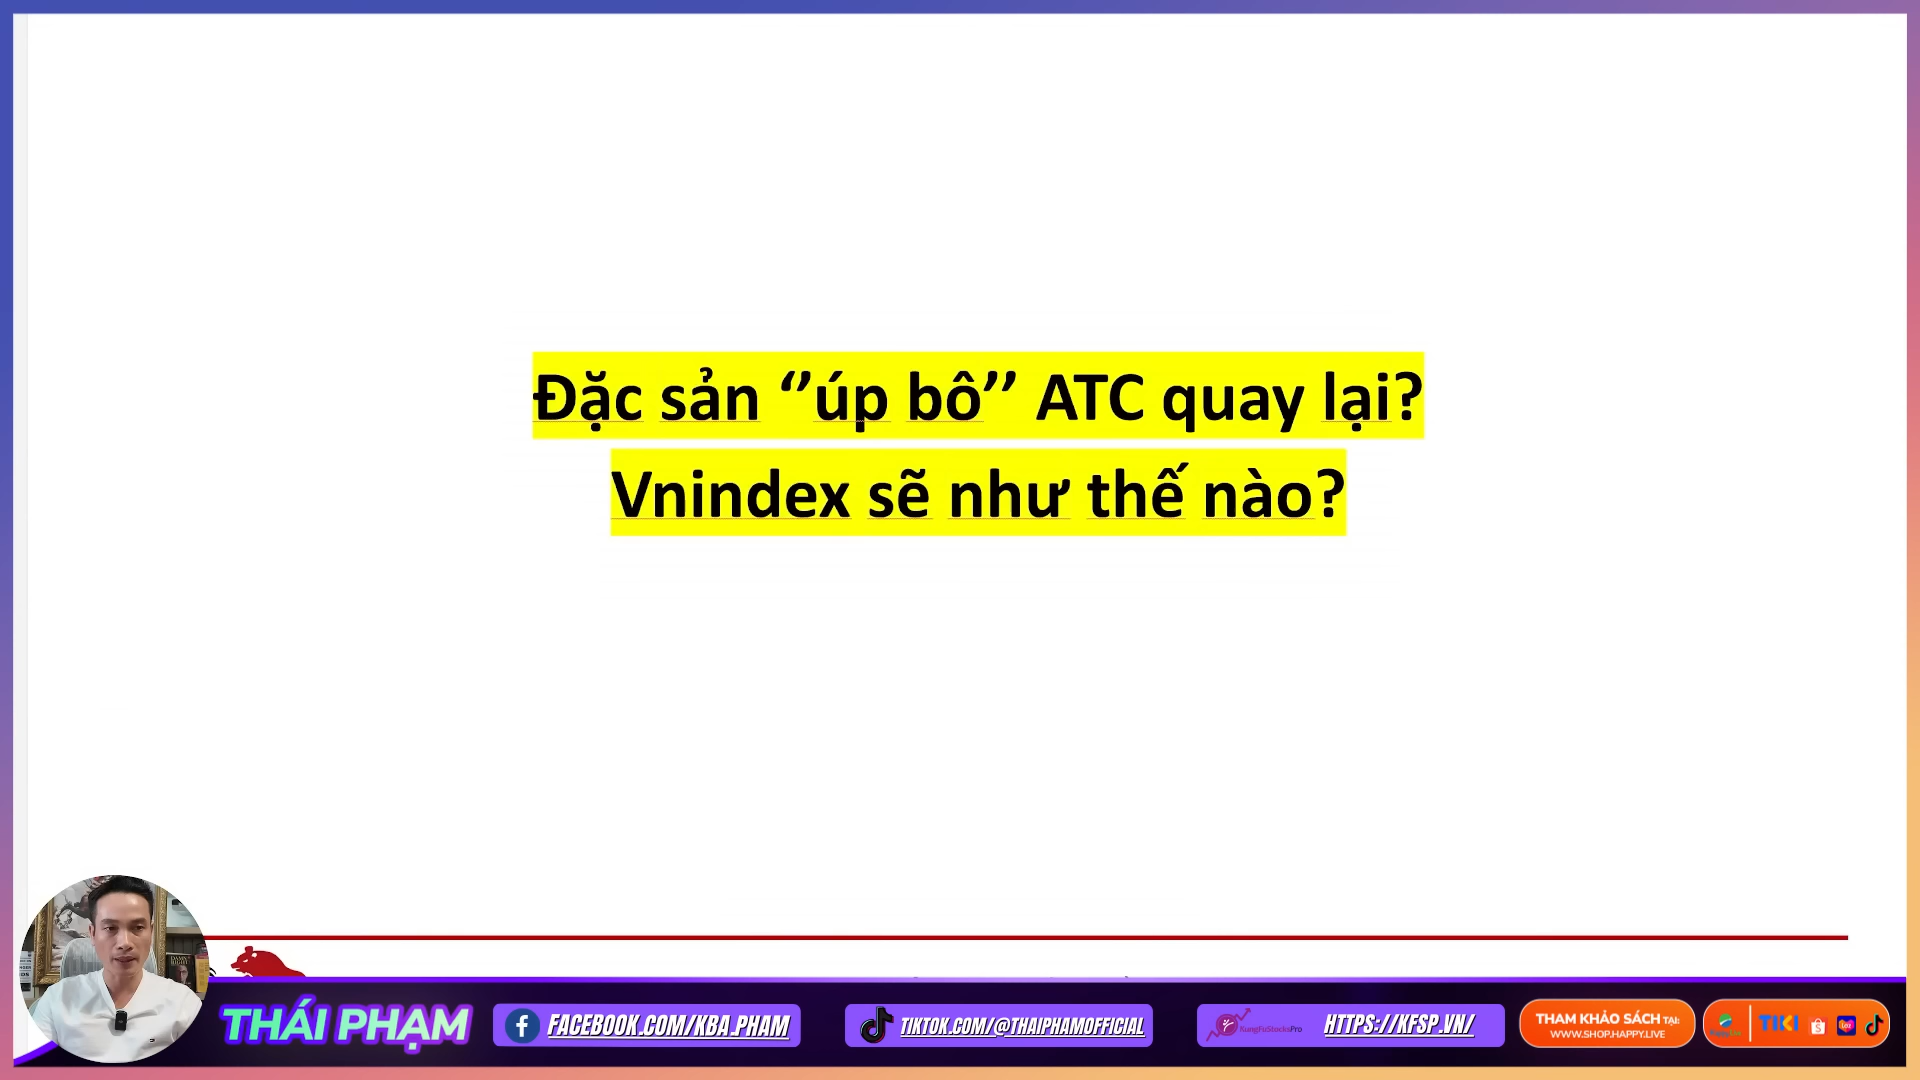 Đặc sản ‘’úp bô’’ ATC quay lại?
Vnindex sẽ như thế nào?
THÁI PHẠM
FACEBOOK.COM/KBA.PHAM
TIKTOK.COM/@THAIPHAMOFFICIAL
KungFuStocksPro
HTTPS://KFSP.VN/
THAM KHẢO SÁCH TẠI:
WWW.SHOP.HAPPY.LIVE
TIKI